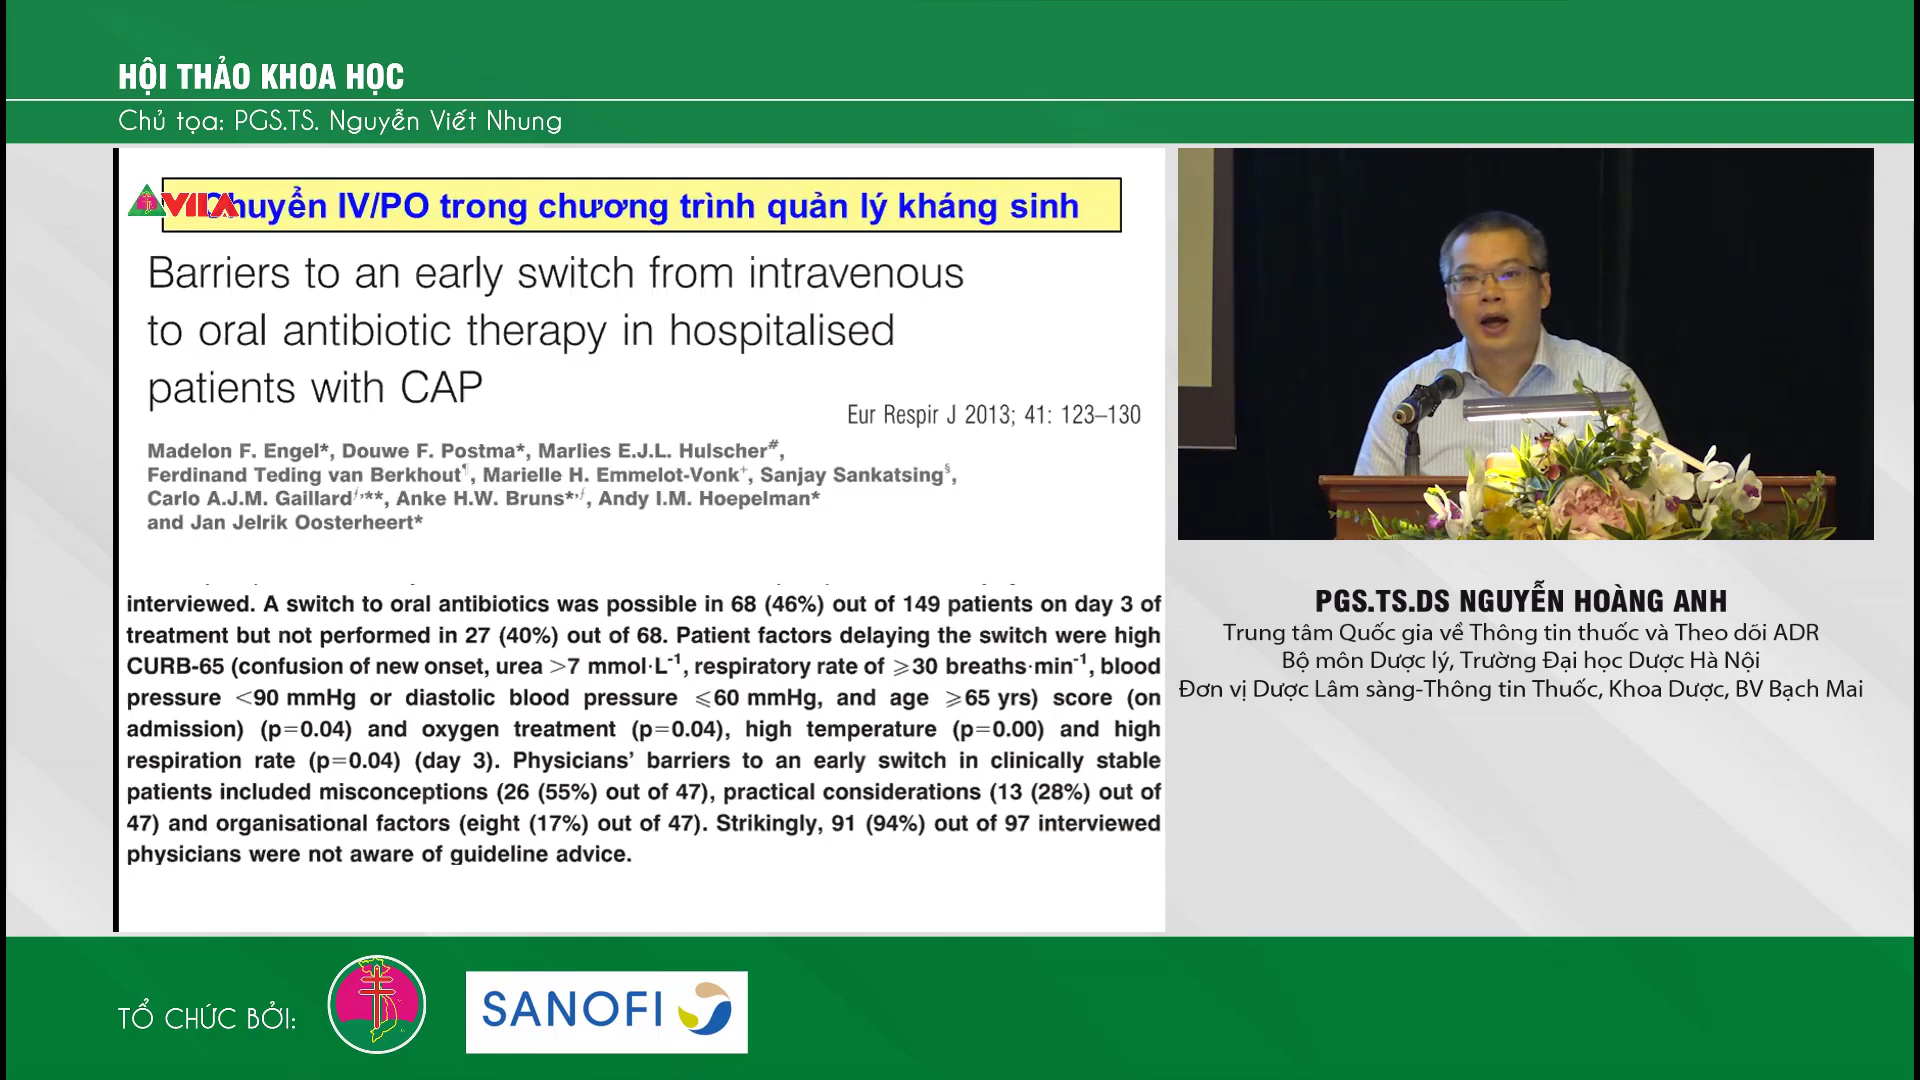 HỘI THẢO KHOA HỌC
Chủ tọa: PGS.TS. Nguyễn Viết Nhung
VILA
Chuyển IV/PO trong chương trình quản lý kháng sinh
Barriers to an early switch from intravenous
to oral antibiotic therapy in hospitalised
patients with CAP
Eur Respir J 2013; 41: 123–130
Madelon F. Engel*, Douwe F. Postma*, Marlies E.J.L. Hulscher#,
Ferdinand Teding van Berkhout¶, Marielle H. Emmelot-Vonk+, Sanjay Sankatsing§,
Carlo A.J.M. Gaillardƒ,**, Anke H.W. Bruns*,ƒ, Andy I.M. Hoepelman*
and Jan Jelrik Oosterheert*
interviewed. A switch to oral antibiotics was possible in 68 (46%) out of 149 patients on day 3 of
treatment but not performed in 27 (40%) out of 68. Patient factors delaying the switch were high
CURB-65 (confusion of new onset, urea >7 mmol·L-1, respiratory rate of ⩾30 breaths·min-1, blood
pressure <90 mmHg or diastolic blood pressure ⩽60 mmHg, and age ⩾65 yrs) score (on
admission) (p=0.04) and oxygen treatment (p=0.04), high temperature (p=0.00) and high
respiration rate (p=0.04) (day 3). Physicians' barriers to an early switch in clinically stable
patients included misconceptions (26 (55%) out of 47), practical considerations (13 (28%) out of
47) and organisational factors (eight (17%) out of 47). Strikingly, 91 (94%) out of 97 interviewed
physicians were not aware of guideline advice.
PGS.TS.DS NGUYỄN HOÀNG ANH
Trung tâm Quốc gia về Thông tin thuốc và Theo dõi ADR
Bộ môn Dược lý, Trường Đại học Dược Hà Nội
Đơn vị Dược Lâm sàng-Thông tin Thuốc, Khoa Dược, BV Bạch Mai
TỔ CHỨC BỞI:
SANOFI